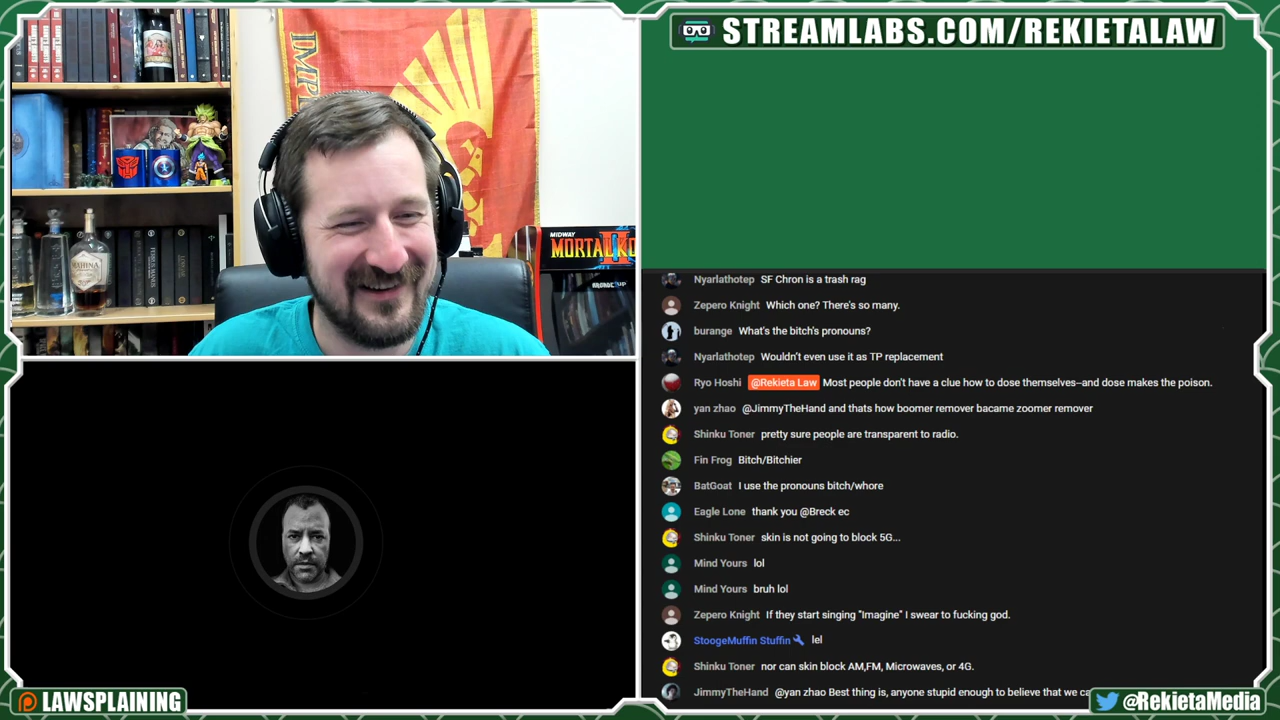 STREAMLABS.COM/REKIETALAW
IMPE
MIDWAY
MORTAL KO
II
ARCADE1UP
Nyarlathotep SF Chron is a trash rag
Zepero Knight Which one? There's so many.
burange What's the bitch's pronouns?
Nyarlathotep Wouldn't even use it as TP replacement
Ryo Hoshi @Rekieta Law Most people don't have a clue how to dose themselves–and dose makes the poison.
yan zhao @JimmyTheHand and thats how boomer remover bacame zoomer remover
Shinku Toner pretty sure people are transparent to radio.
Fin Frog Bitch/Bitchier
BatGoat I use the pronouns bitch/whore
Eagle Lone thank you @Breck ec
Shinku Toner skin is not going to block 5G...
Mind Yours lol
Mind Yours bruh lol
Zepero Knight If they start singing "Imagine" I swear to fucking god.
StoogeMuffin Stuffin lel
Shinku Toner nor can skin block AM,FM, Microwaves, or 4G.
JimmyTheHand @yan zhao Best thing is, anyone stupid enough to believe that we ca
LAWSPLAINING
@RekietaMedia